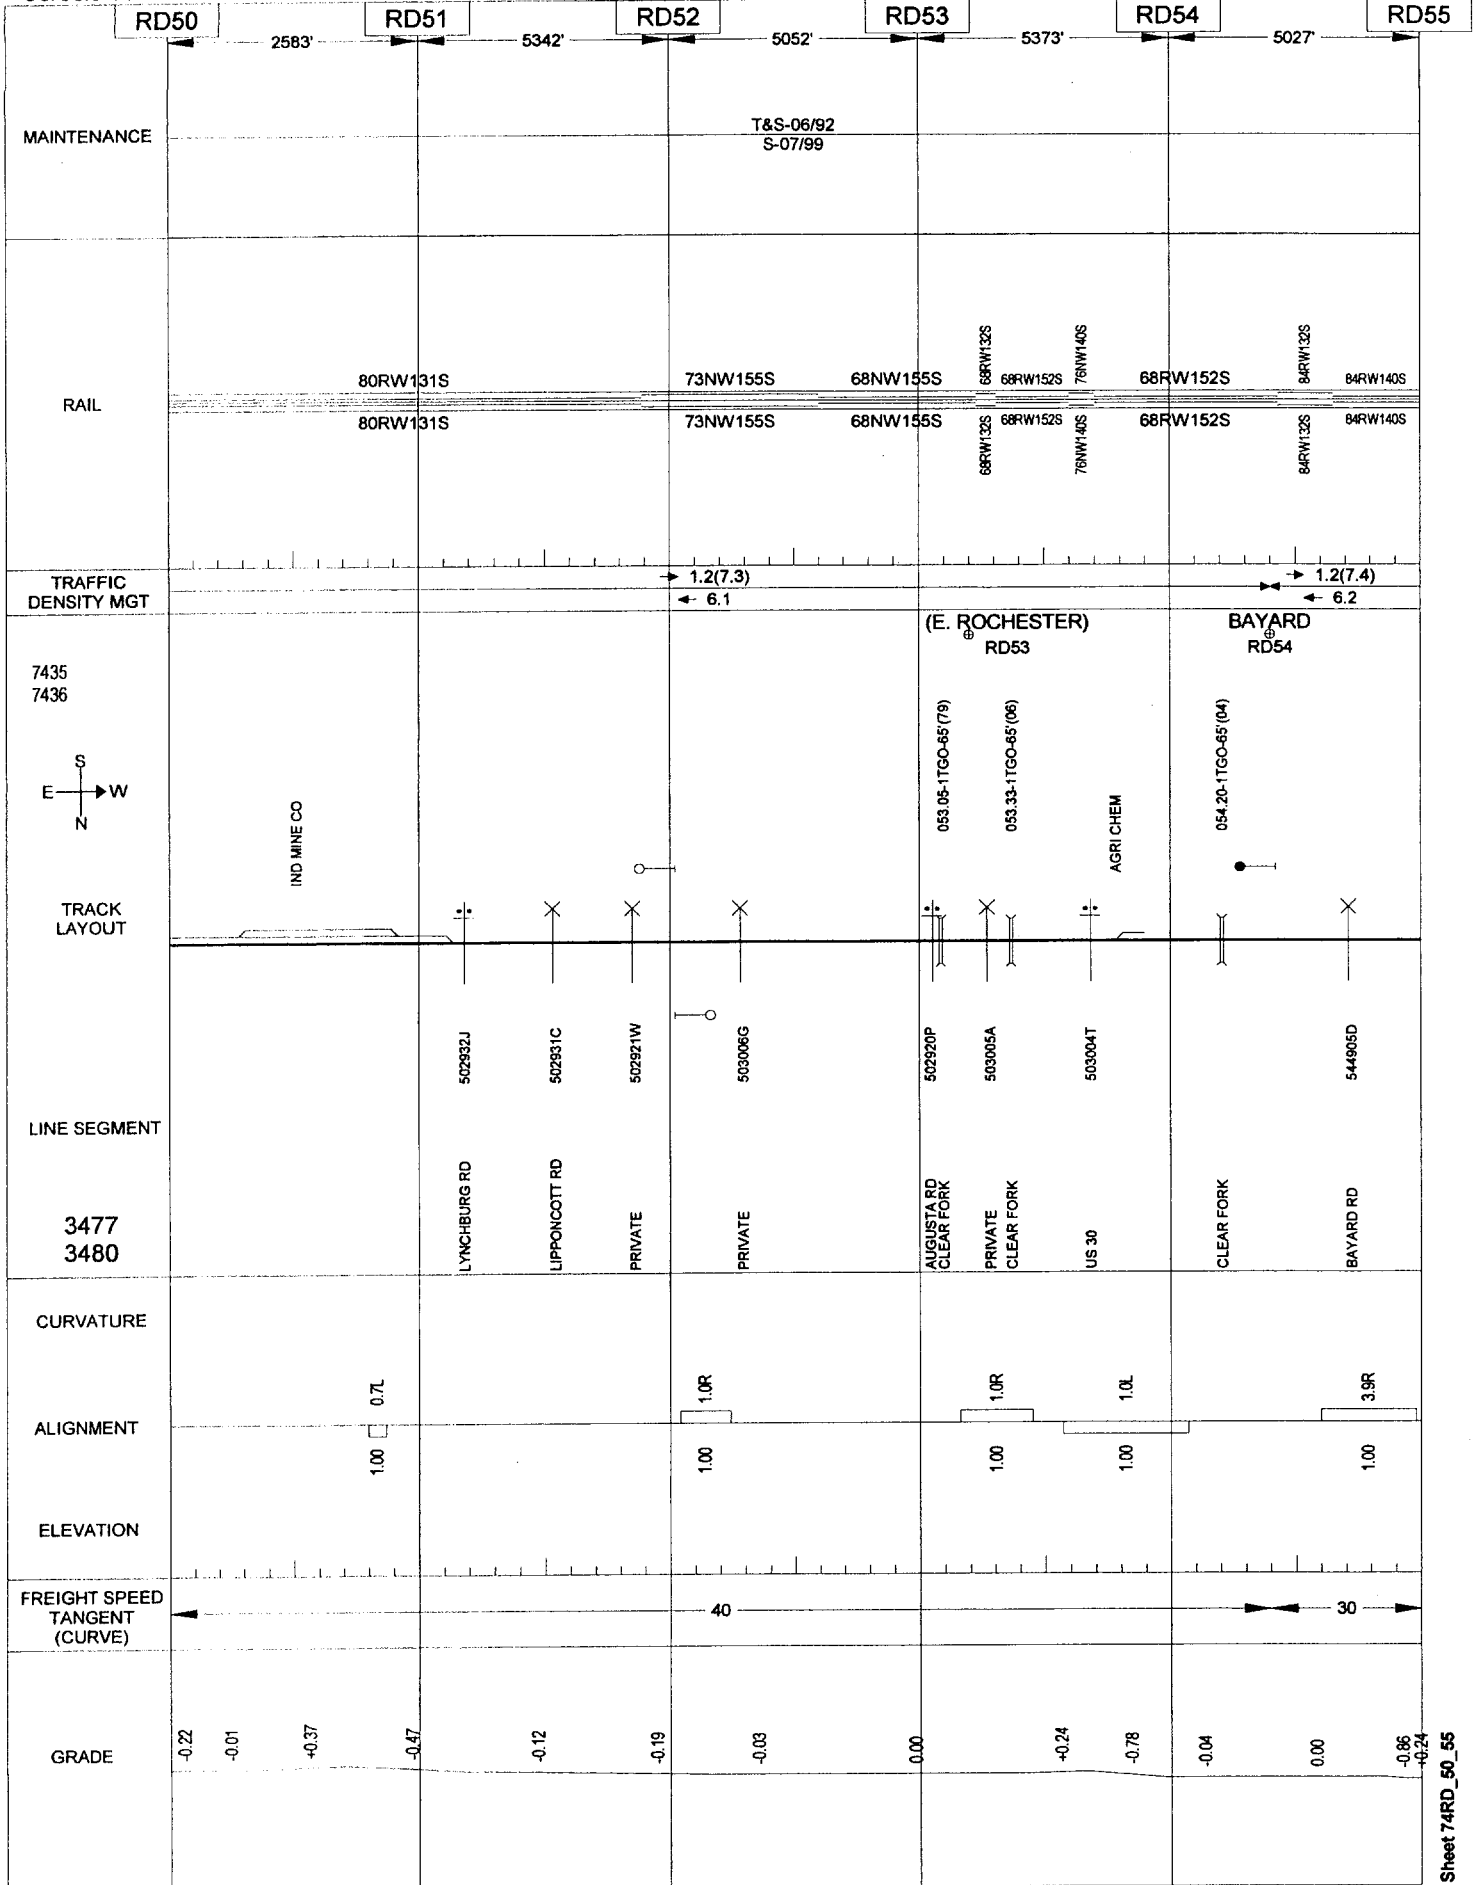 RD50 RD51 RD52 RD53 RD54 RD55
2583' 5342' 5052' 5373' 5027'
MAINTENANCE
T&S-06/92
S-07/99
RAIL
80RW131S 73NW155S 68NW155S 68RW132S 68RW152S 76NW140S 68RW152S 84RW132S 84RW140S
80RW131S 73NW155S 68NW155S 68RW132S 68RW152S 76NW140S 68RW152S 84RW132S 84RW140S
TRAFFIC
DENSITY MGT
1.2(7.3) 1.2(7.4)
6.1 6.2
(E. ROCHESTER) BAYARD
RD53 RD54
7435
7436
S
E W
N
IND MINE CO
053.05-1TGO-65'(79)
053.33-1TGO-65'(06)
AGRI CHEM
054.20-1TGO-65'(04)
TRACK
LAYOUT
502932J
502931C
502921W
503006G
502920P
503005A
503004T
544905D
LINE SEGMENT
3477
3480
LYNCHBURG RD
LIPPONCOTT RD
PRIVATE
PRIVATE
AUGUSTA RD
CLEAR FORK
PRIVATE
CLEAR FORK
US 30
CLEAR FORK
BAYARD RD
CURVATURE
0.7L 1.0R 1.0R 1.0L 3.9R
ALIGNMENT
1.00 1.00 1.00 1.00 1.00
ELEVATION
FREIGHT SPEED
TANGENT
(CURVE)
40 30
GRADE
-0.22 -0.01 +0.37 -0.47 -0.12 -0.19 -0.03 0.00 +0.24 -0.78 -0.04 0.00 -0.86 +0.24
Sheet 74RD_50_55